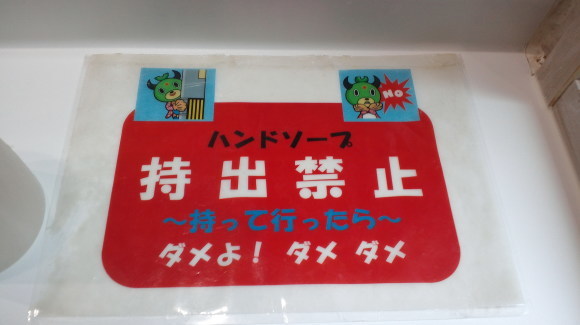 NO
ハンドソープ
持出禁止
～持って行ったら～
ダメよ! ダメ ダメ